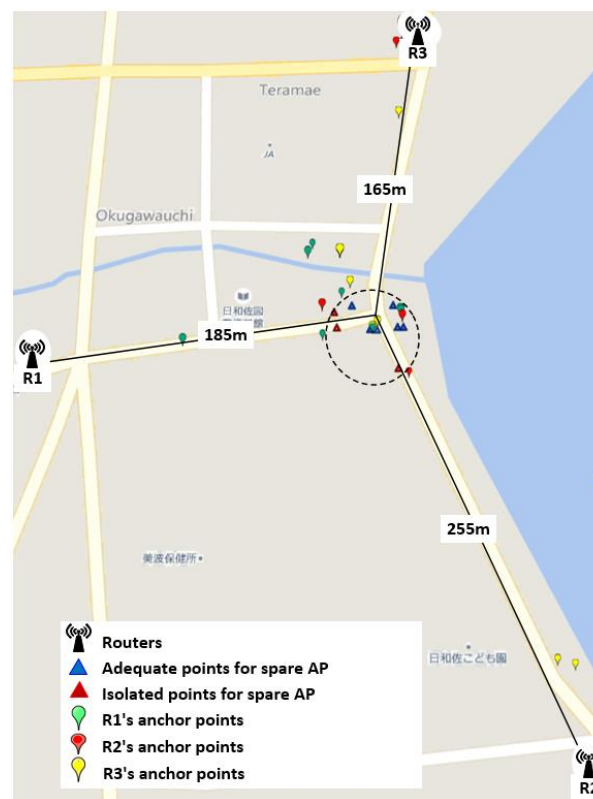 R3
Teramae
JA
165m
Okugawauchi
日和佐図
185m
R1
255m
美波保健所
日和佐こども園
Routers
Adequate points for spare AP
Isolated points for spare AP
R1's anchor points
R2's anchor points
R3's anchor points
R2